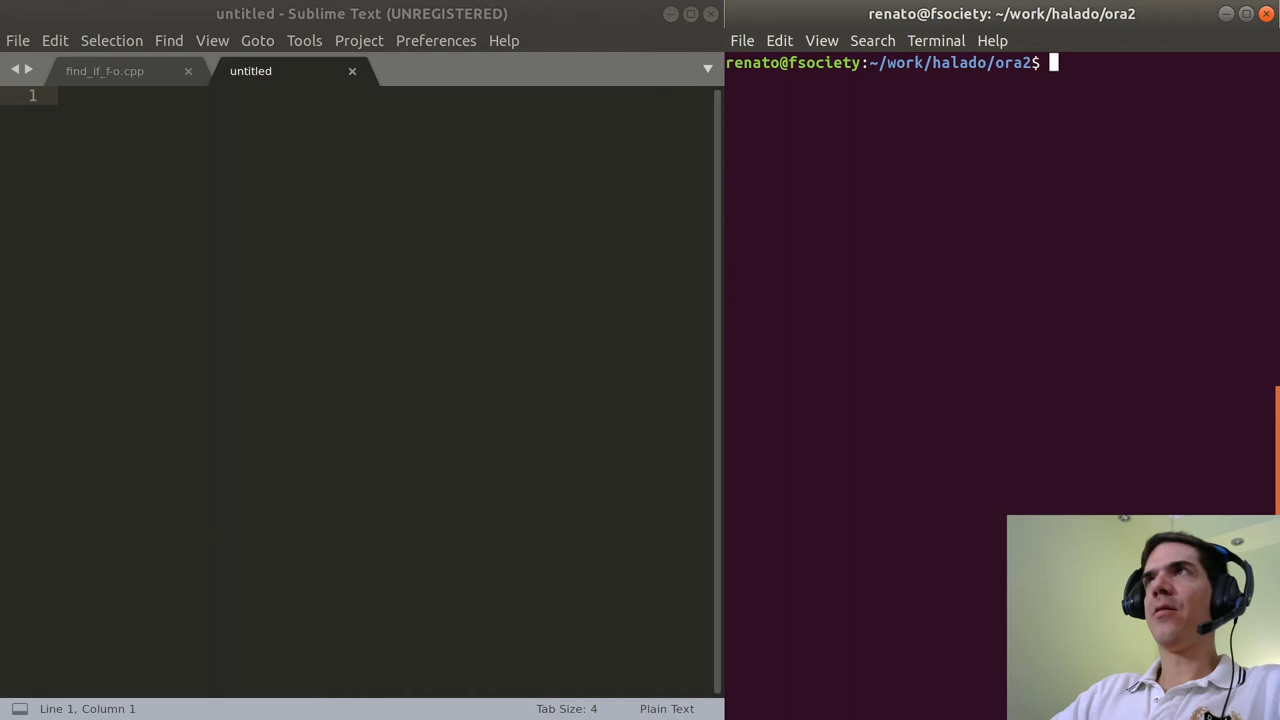 untitled - Sublime Text (UNREGISTERED)
File Edit Selection Find View Goto Tools Project Preferences Help
find_if_f-o.cpp × untitled ×
1
Line 1, Column 1 Tab Size: 4 Plain Text
renato@fsociety: ~/work/halado/ora2
File Edit View Search Terminal Help
renato@fsociety:~/work/halado/ora2$